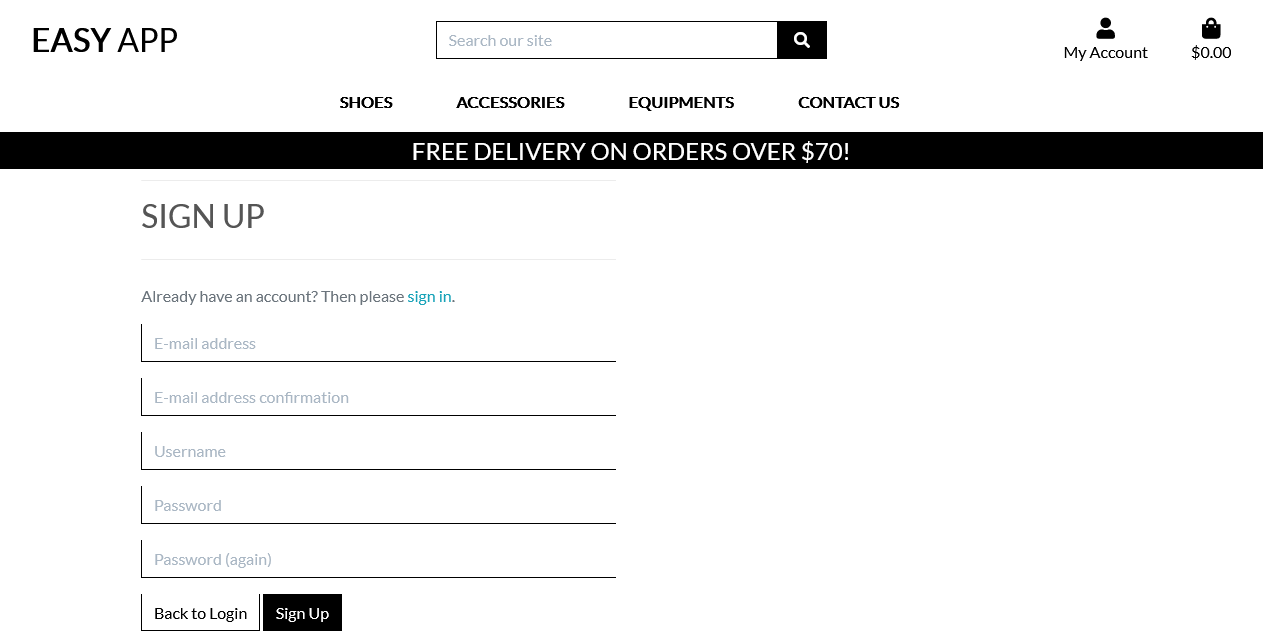 EASY APP
Search our site
My Account
$0.00
SHOES ACCESSORIES EQUIPMENTS CONTACT US
FREE DELIVERY ON ORDERS OVER $70!
SIGN UP
Already have an account? Then please sign in.
E-mail address
E-mail address confirmation
Username
Password
Password (again)
Back to Login Sign Up